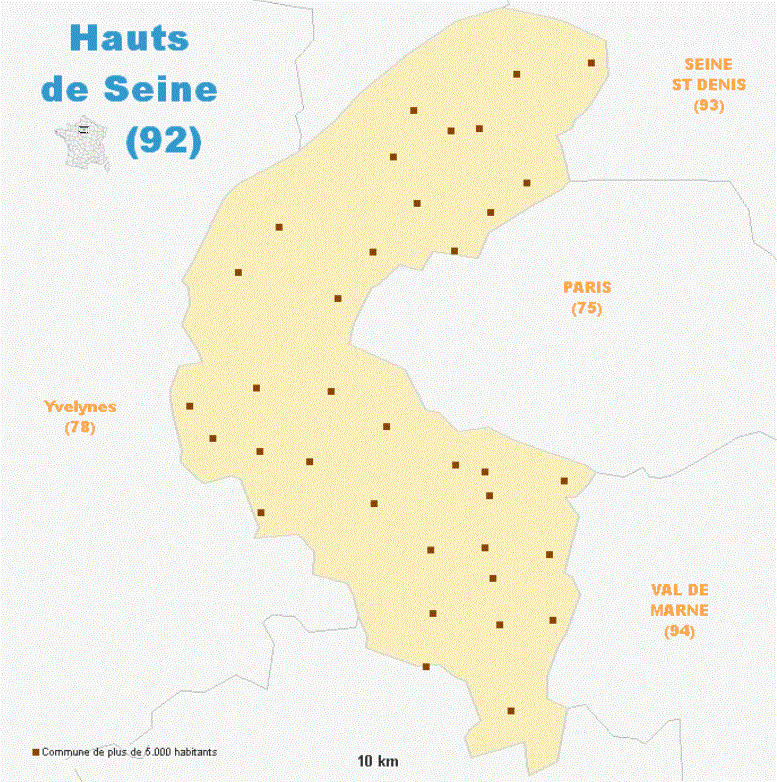 Hauts
de Seine
(92)
SEINE
ST DENIS
(93)
PARIS
(75)
Yvelynes
(78)
VAL DE
MARNE
(94)
Commune de plus de 5.000 habitants
10 km